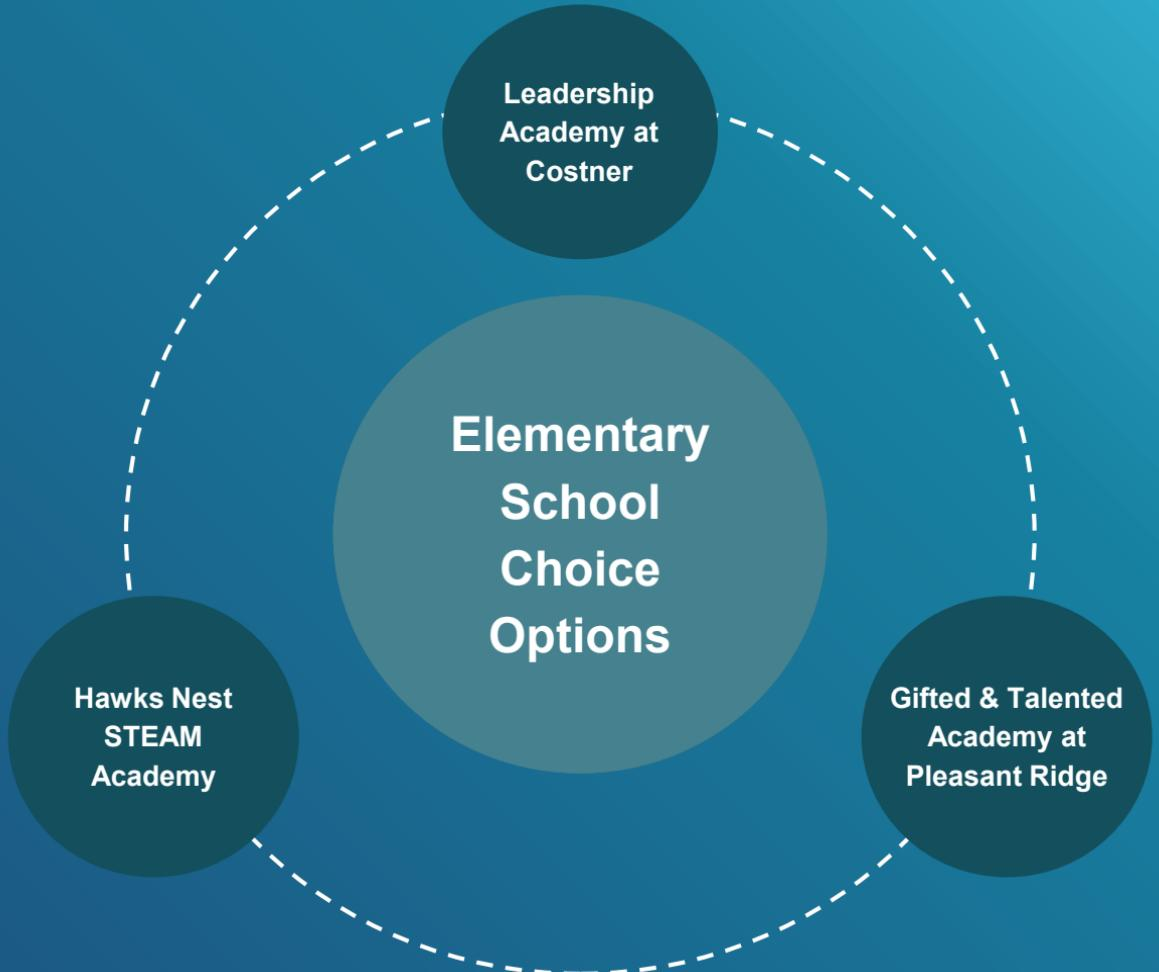 Leadership
Academy at
Costner
Elementary
School
Choice
Options
Hawks Nest
STEAM
Academy
Gifted & Talented
Academy at
Pleasant Ridge